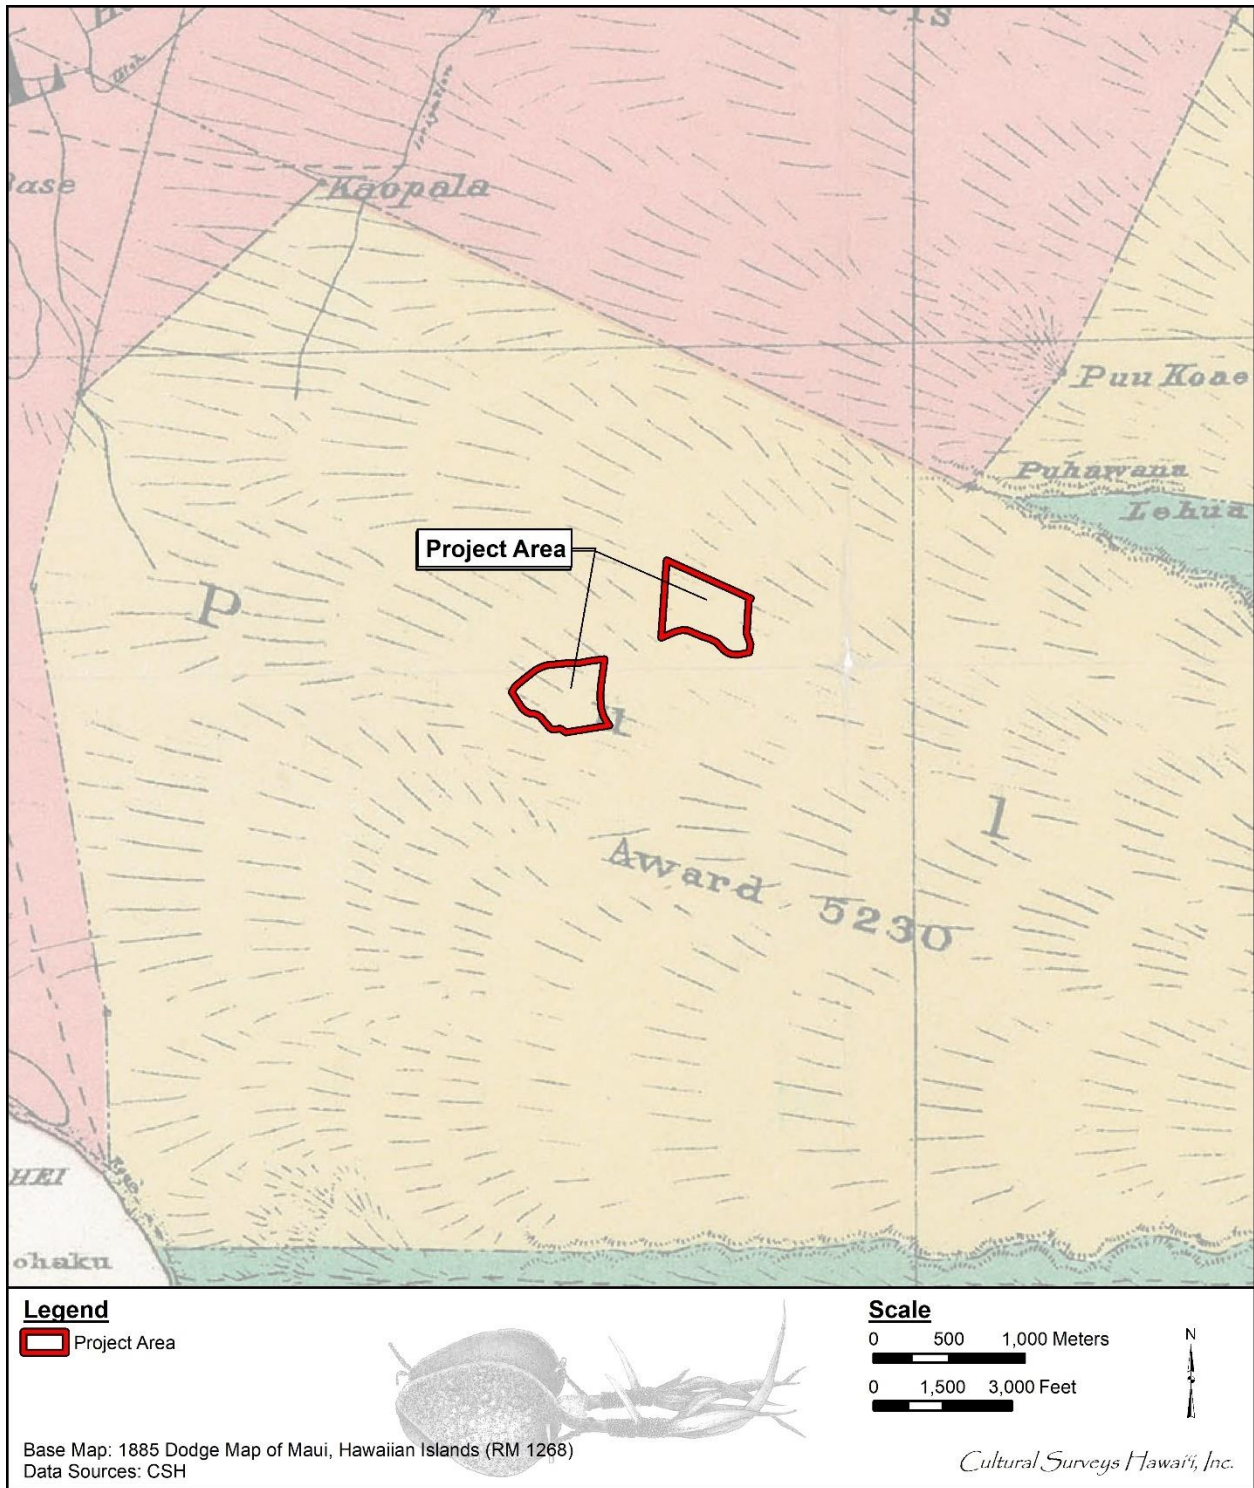 Kaopala
Base
Puu Koae
Puhawana
Lehua
Project Area
P
u
l
Award 5230
HEI
ohaku
Legend
Project Area
Scale
0 500 1,000 Meters
0 1,500 3,000 Feet
N
Base Map: 1885 Dodge Map of Maui, Hawaiian Islands (RM 1268)
Data Sources: CSH
Cultural Surveys Hawai‘i, Inc.